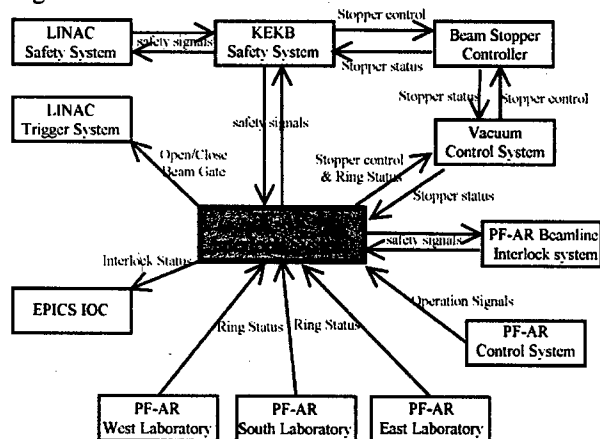 Stopper control
LINAC
Safety System
safety signals
KEKB
Safety System
Beam Stopper
Controller
Stopper status
LINAC
Trigger System
safety signals
Stopper status
Stopper control
Vacuum
Control System
Open/Close
Beam Gate
Stopper control
& Ring Status
Stopper status
safety signals
PF-AR Beamline
Interlock system
Interlock Status
EPICS IOC
Operation Signals
Ring Status
Ring Status
PF-AR
Control System
PF-AR
West Laboratory
PF-AR
South Laboratory
PF-AR
East Laboratory